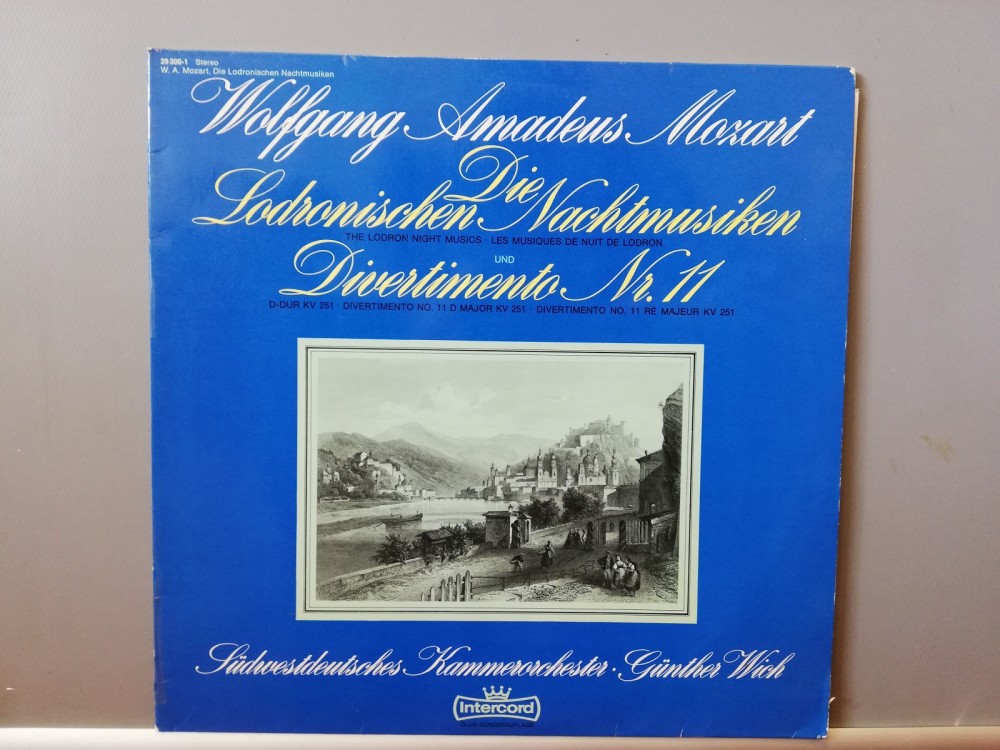 29 300-1 Stereo
W. A. Mozart, Die Lodronischen Nachtmusiken
Wolfgang Amadeus Mozart
Die
Lodronischen Nachtmusiken
THE LODRON NIGHT MUSICS · LES MUSIQUES DE NUIT DE LODRON
UND
Divertimento Nr. 11
D-DUR KV 251 · DIVERTIMENTO NO. 11 D MAJOR KV 251 · DIVERTIMENTO NO. 11 RÉ MAJEUR KV 251
Südwestdeutsches Kammerorchester · Günther Wich
Intercord
CLUB-SONDERAUFLAGE